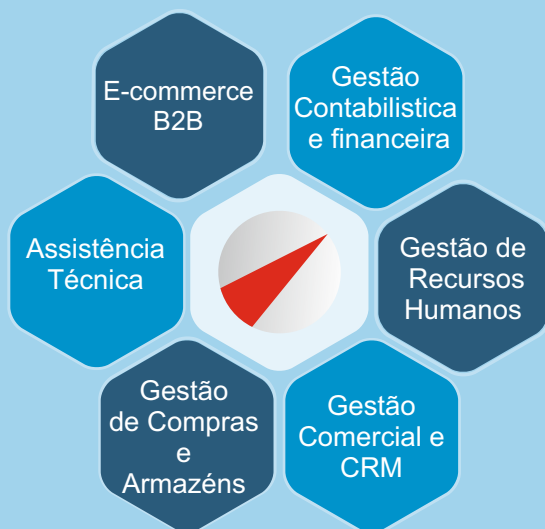 E-commerce
B2B
Gestão
Contabilistica
e financeira
Assistência
Técnica
Gestão de
Recursos
Humanos
Gestão
de Compras
e
Armazéns
Gestão
Comercial e
CRM